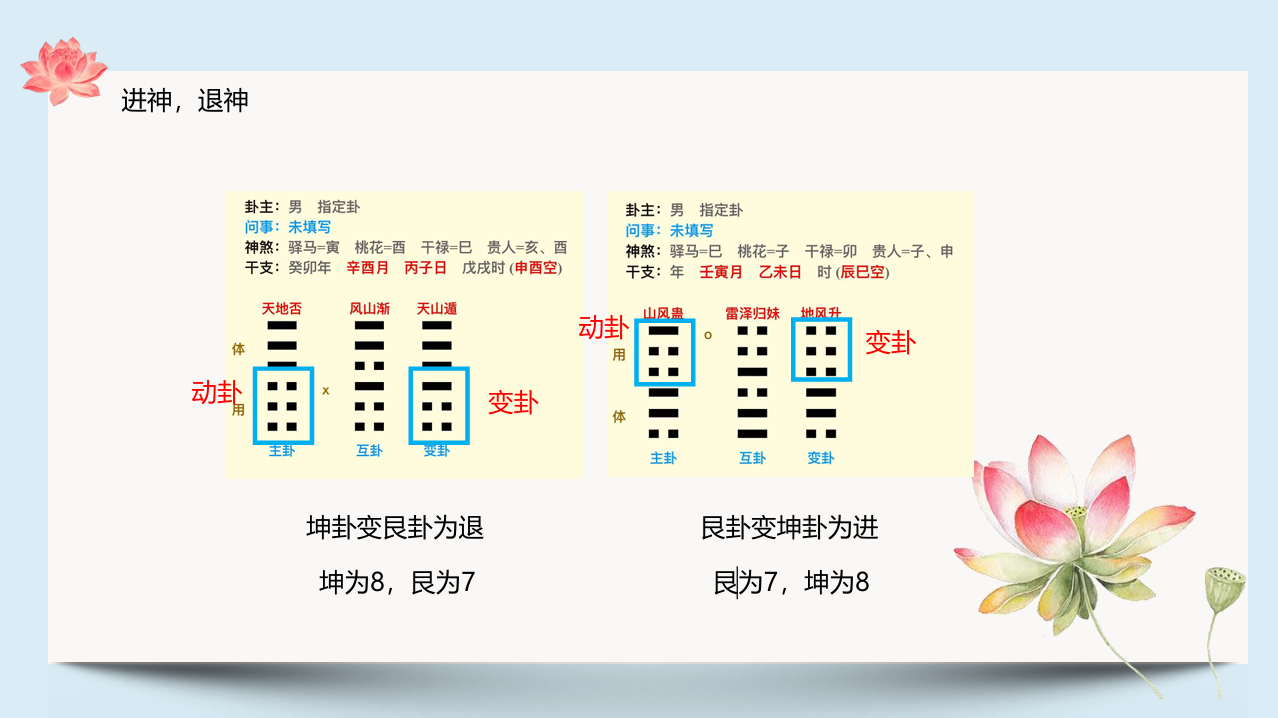 进神，退神
卦主：男 指定卦
问事：未填写
神煞：驿马=寅 桃花=酉 干禄=巳 贵人=亥、酉
干支：癸卯年 辛酉月 丙子日 戊戌时 (申酉空)
天地否 风山渐 天山遁
体
动卦
用
x
变卦
主卦 互卦 变卦
卦主：男 指定卦
问事：未填写
神煞：驿马=巳 桃花=子 干禄=卯 贵人=子、申
干支：年 壬寅月 乙未日 时 (辰巳空)
山风蛊 雷泽归妹 地风升
动卦
o
变卦
用
体
主卦 互卦 变卦
坤卦变艮卦为退
坤为8，艮为7
艮卦变坤卦为进
艮为7，坤为8